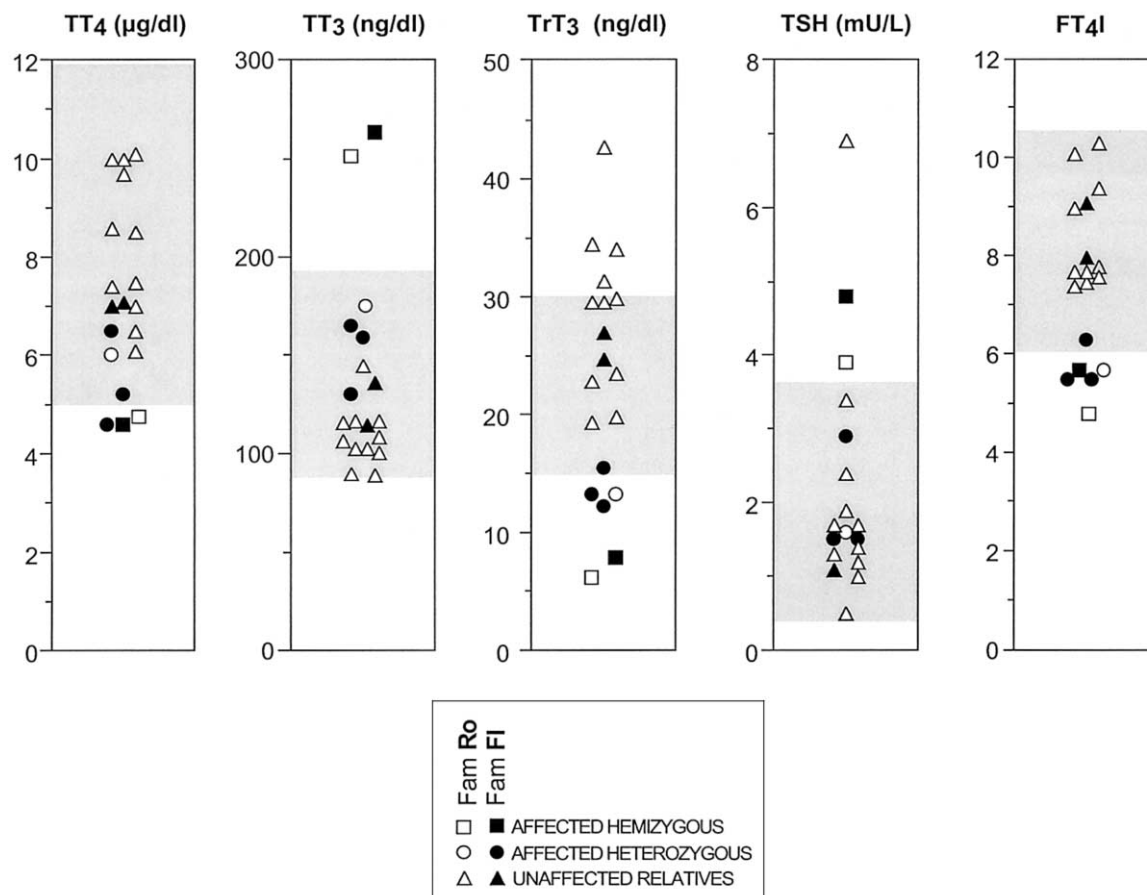 TT4 (µg/dl)
12
10
8
6
4
2
0
TT3 (ng/dl)
300
200
100
0
TrT3 (ng/dl)
50
40
30
20
10
0
TSH (mU/L)
8
6
4
2
0
FT4I
12
10
8
6
4
2
0
Fam Ro
Fam FI
AFFECTED HEMIZYGOUS
AFFECTED HETEROZYGOUS
UNAFFECTED RELATIVES